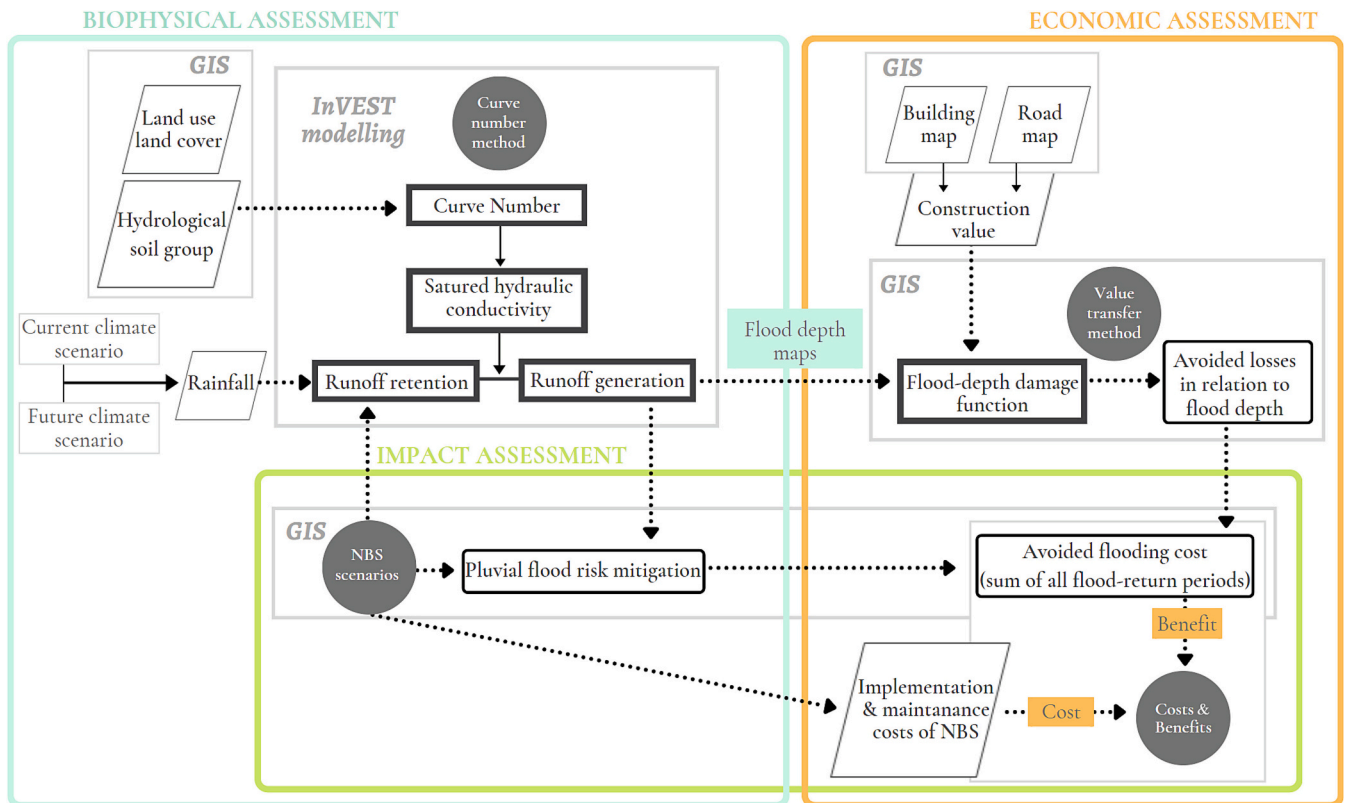 BIOPHYSICAL ASSESSMENT
ECONOMIC ASSESSMENT
GIS
Land use
land cover
Hydrological
soil group
InVEST
modelling
Curve
number
method
Curve Number
Satured hydraulic
conductivity
Current climate
scenario
Future climate
scenario
Rainfall
Runoff retention
Runoff generation
Flood depth
maps
GIS
Building
map
Road
map
Construction
value
GIS
Value
transfer
method
Flood-depth damage
function
Avoided losses
in relation to
flood depth
IMPACT ASSESSMENT
GIS
NBS
scenarios
Pluvial flood risk mitigation
Avoided flooding cost
(sum of all flood-return periods)
Benefit
Implementation
& maintanance
costs of NBS
Cost
Costs &
Benefits